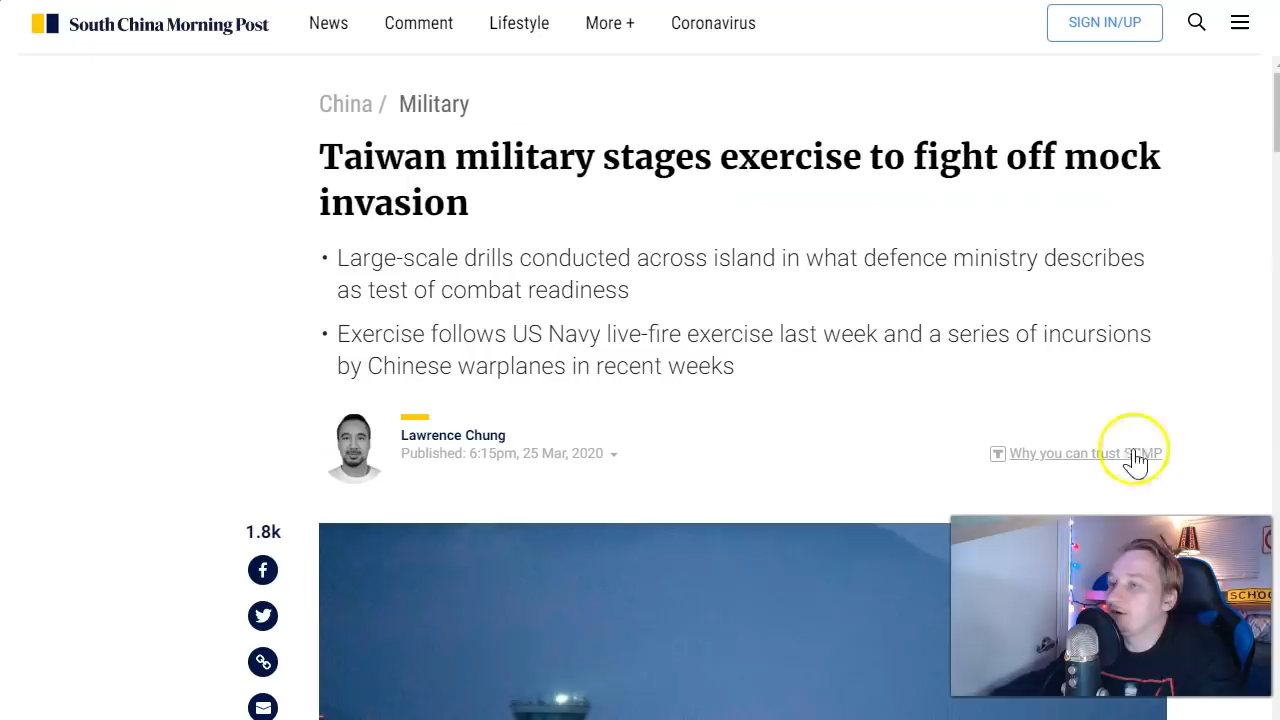 South China Morning Post
News
Comment
Lifestyle
More +
Coronavirus
SIGN IN/UP
China / Military
Taiwan military stages exercise to fight off mock
invasion
• Large-scale drills conducted across island in what defence ministry describes
as test of combat readiness
• Exercise follows US Navy live-fire exercise last week and a series of incursions
by Chinese warplanes in recent weeks
Lawrence Chung
Published: 6:15pm, 25 Mar, 2020
T Why you can trust SCMP
1.8k
SCHOO